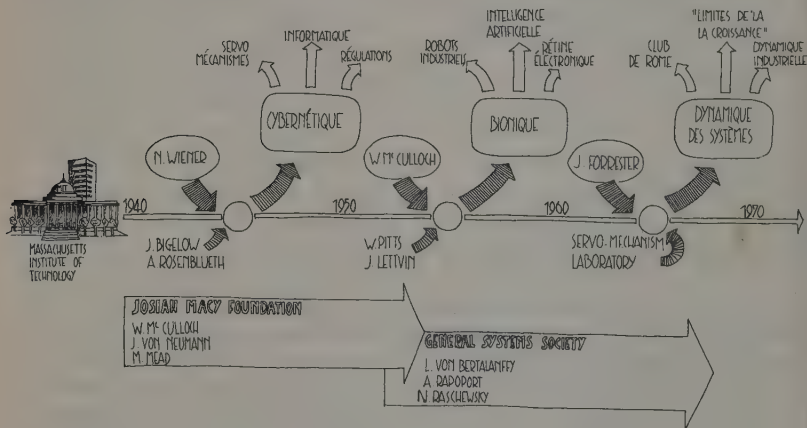 SERVO
MÉCANISMES
INFORMATIQUE
RÉGULATIONS
CYBERNÉTIQUE
ROBOTS
INDUSTRIELS
INTELLIGENCE
ARTIFICIELLE
RÉTINE
ÉLECTRONIQUE
BIONIQUE
CLUB
DE ROME
"LIMITES DE LA
LA CROISSANCE"
DYNAMIQUE
INDUSTRIELLE
DYNAMIQUE
DES SYSTÈMES
N. WIENER
W. Mc CULLOCH
J. FORRESTER
1940
1950
1960
1970
MASSACHUSETTS
INSTITUTE OF
TECHNOLOGY
J. BIGELOW
A. ROSENBLUETH
W. PITTS
J. LETTVIN
SERVO-MECHANISM
LABORATORY
JOSIAH MACY FOUNDATION
W. Mc CULLOCH
J. VON NEUMANN
M. MEAD
GENERAL SYSTEMS SOCIETY
L. VON BERTALANFFY
A. RAPOPORT
N RASCHEWSKY